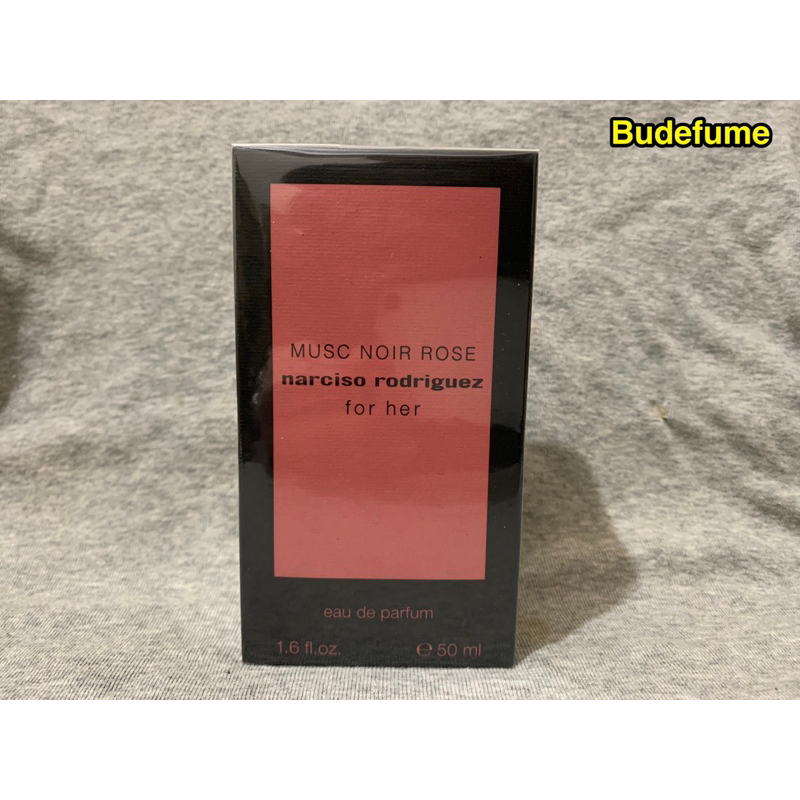 Budefume
MUSC NOIR ROSE
narciso rodriguez
for her
eau de parfum
1.6 fl.oz. ℮ 50 ml